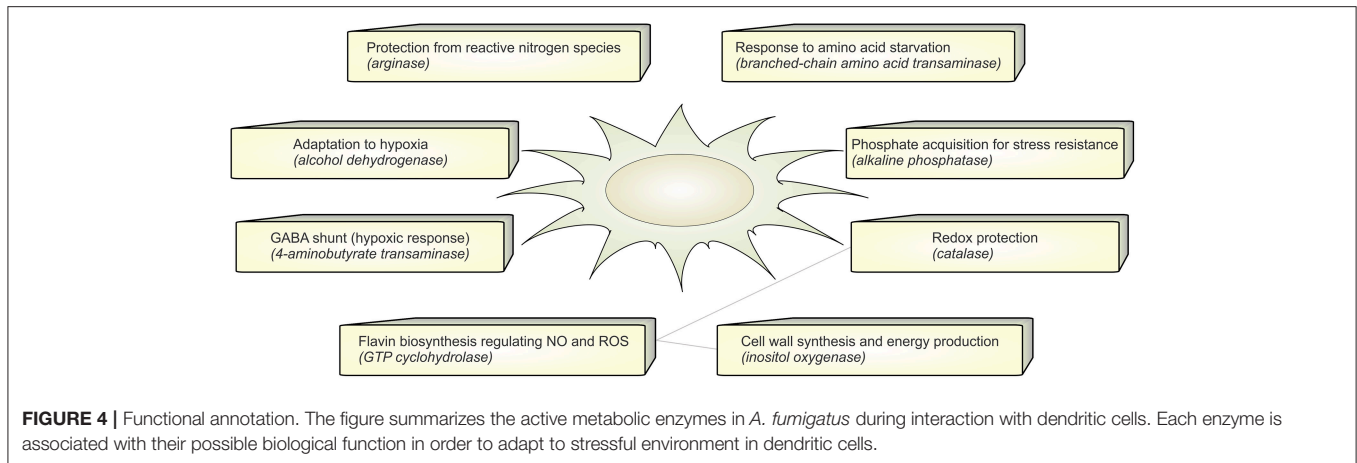 Protection from reactive nitrogen species
(arginase)
Response to amino acid starvation
(branched-chain amino acid transaminase)
Adaptation to hypoxia
(alcohol dehydrogenase)
Phosphate acquisition for stress resistance
(alkaline phosphatase)
GABA shunt (hypoxic response)
(4-aminobutyrate transaminase)
Redox protection
(catalase)
Flavin biosynthesis regulating NO and ROS
(GTP cyclohydrolase)
Cell wall synthesis and energy production
(inositol oxygenase)
FIGURE 4 | Functional annotation. The figure summarizes the active metabolic enzymes in A. fumigatus during interaction with dendritic cells. Each enzyme is
associated with their possible biological function in order to adapt to stressful environment in dendritic cells.